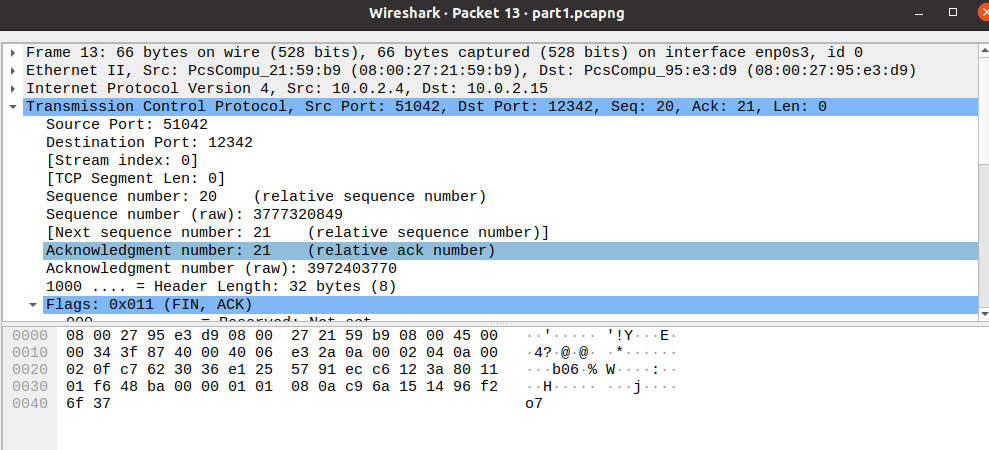 Wireshark · Packet 13 · part1.pcapng
Frame 13: 66 bytes on wire (528 bits), 66 bytes captured (528 bits) on interface enp0s3, id 0
Ethernet II, Src: PcsCompu_21:59:b9 (08:00:27:21:59:b9), Dst: PcsCompu_95:e3:d9 (08:00:27:95:e3:d9)
Internet Protocol Version 4, Src: 10.0.2.4, Dst: 10.0.2.15
Transmission Control Protocol, Src Port: 51042, Dst Port: 12342, Seq: 20, Ack: 21, Len: 0
Source Port: 51042
Destination Port: 12342
[Stream index: 0]
[TCP Segment Len: 0]
Sequence number: 20    (relative sequence number)
Sequence number (raw): 3777320849
[Next sequence number: 21    (relative sequence number)]
Acknowledgment number: 21    (relative ack number)
Acknowledgment number (raw): 3972403770
1000 .... = Header Length: 32 bytes (8)
Flags: 0x011 (FIN, ACK)
0000  08 00 27 95 e3 d9 08 00  27 21 59 b9 08 00 45 00  ··'·····  '!Y···E·
0010  00 34 3f 87 40 00 40 06  e3 2a 0a 00 02 04 0a 00  ·4?·@·@·  ·*······
0020  02 0f c7 62 30 36 e1 25  57 91 ec c6 12 3a 80 11  ···b06·%  W····:··
0030  01 f6 48 ba 00 00 01 01  08 0a c9 6a 15 14 96 f2  ··H·····  ···j····
0040  6f 37  o7